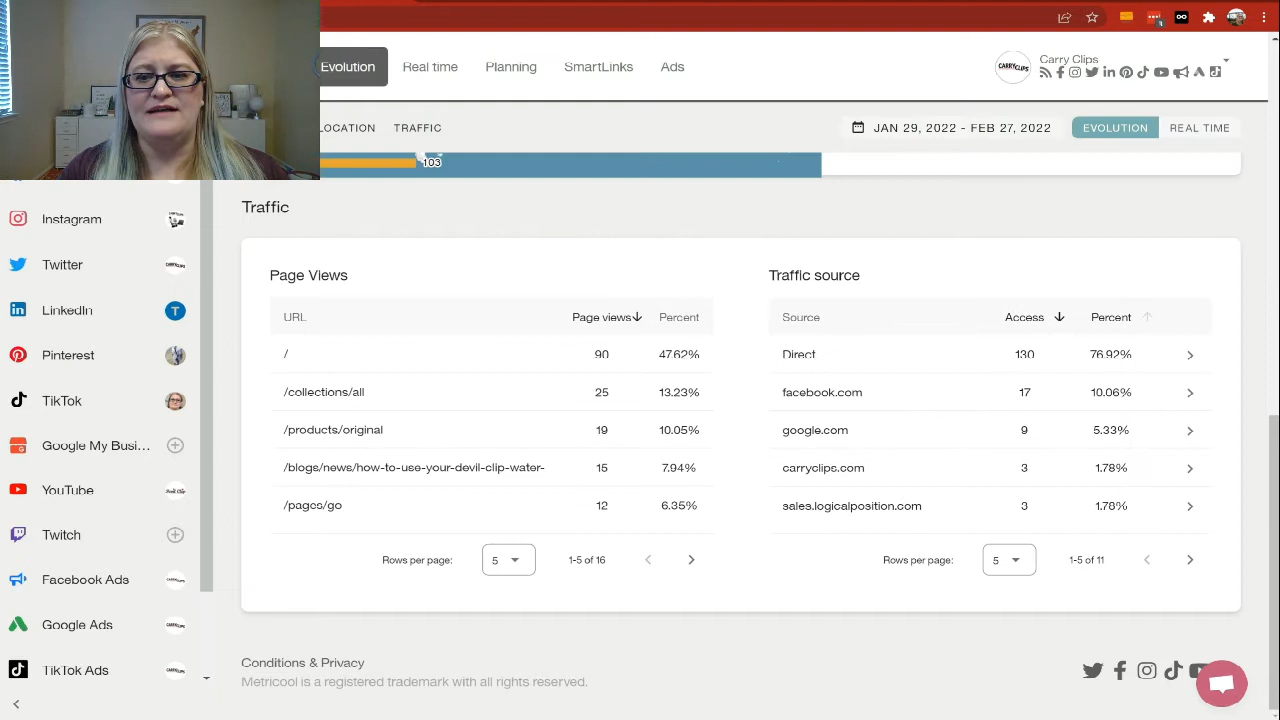 Evolution
Real time
Planning
SmartLinks
Ads
CARRYCLIPS
Carry Clips
LOCATION
TRAFFIC
JAN 29, 2022 - FEB 27, 2022
EVOLUTION
REAL TIME
103
Instagram
Twitter
LinkedIn
T
Pinterest
TikTok
Google My Busi...
YouTube
Twitch
Facebook Ads
Google Ads
TikTok Ads
Traffic
Page Views
URL Page views Percent
/ 90 47.62%
/collections/all 25 13.23%
/products/original 19 10.05%
/blogs/news/how-to-use-your-devil-clip-water- 15 7.94%
/pages/go 12 6.35%
Rows per page: 5 1-5 of 16
Traffic source
Source Access Percent
Direct 130 76.92%
facebook.com 17 10.06%
google.com 9 5.33%
carryclips.com 3 1.78%
sales.logicalposition.com 3 1.78%
Rows per page: 5 1-5 of 11
Conditions & Privacy
Metricool is a registered trademark with all rights reserved.